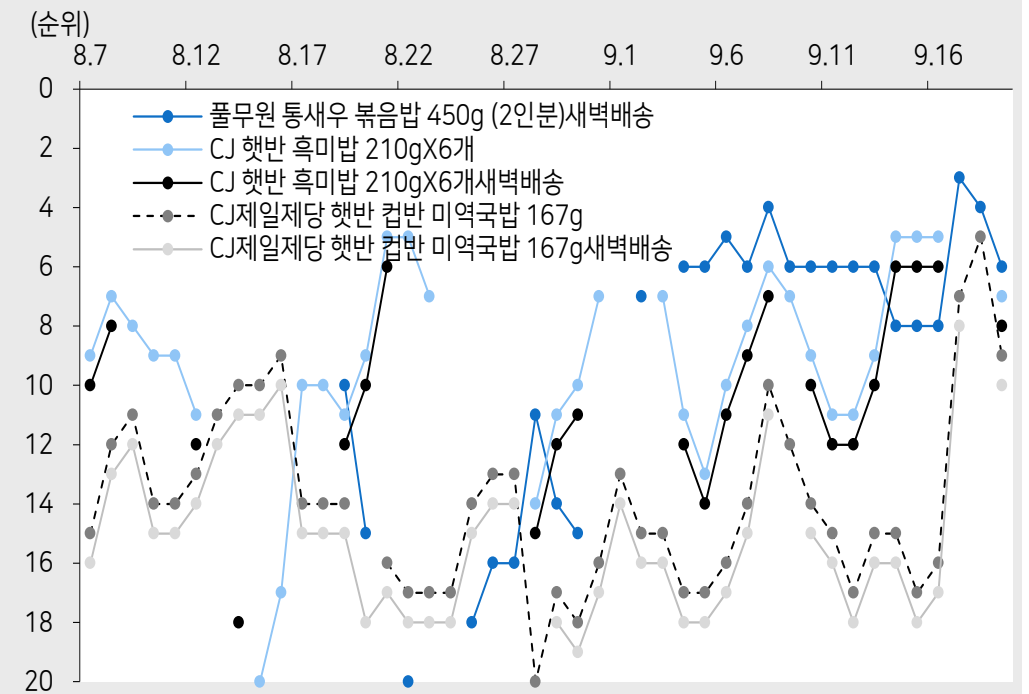 (순위)
8.7 8.12 8.17 8.22 8.27 9.1 9.6 9.11 9.16
0
풀무원 통새우 볶음밥 450g (2인분)새벽배송
2
CJ 햇반 흑미밥 210gX6개
CJ 햇반 흑미밥 210gX6개새벽배송
4
CJ제일제당 햇반 컵반 미역국밥 167g
CJ제일제당 햇반 컵반 미역국밥 167g새벽배송
6
8
10
12
14
16
18
20